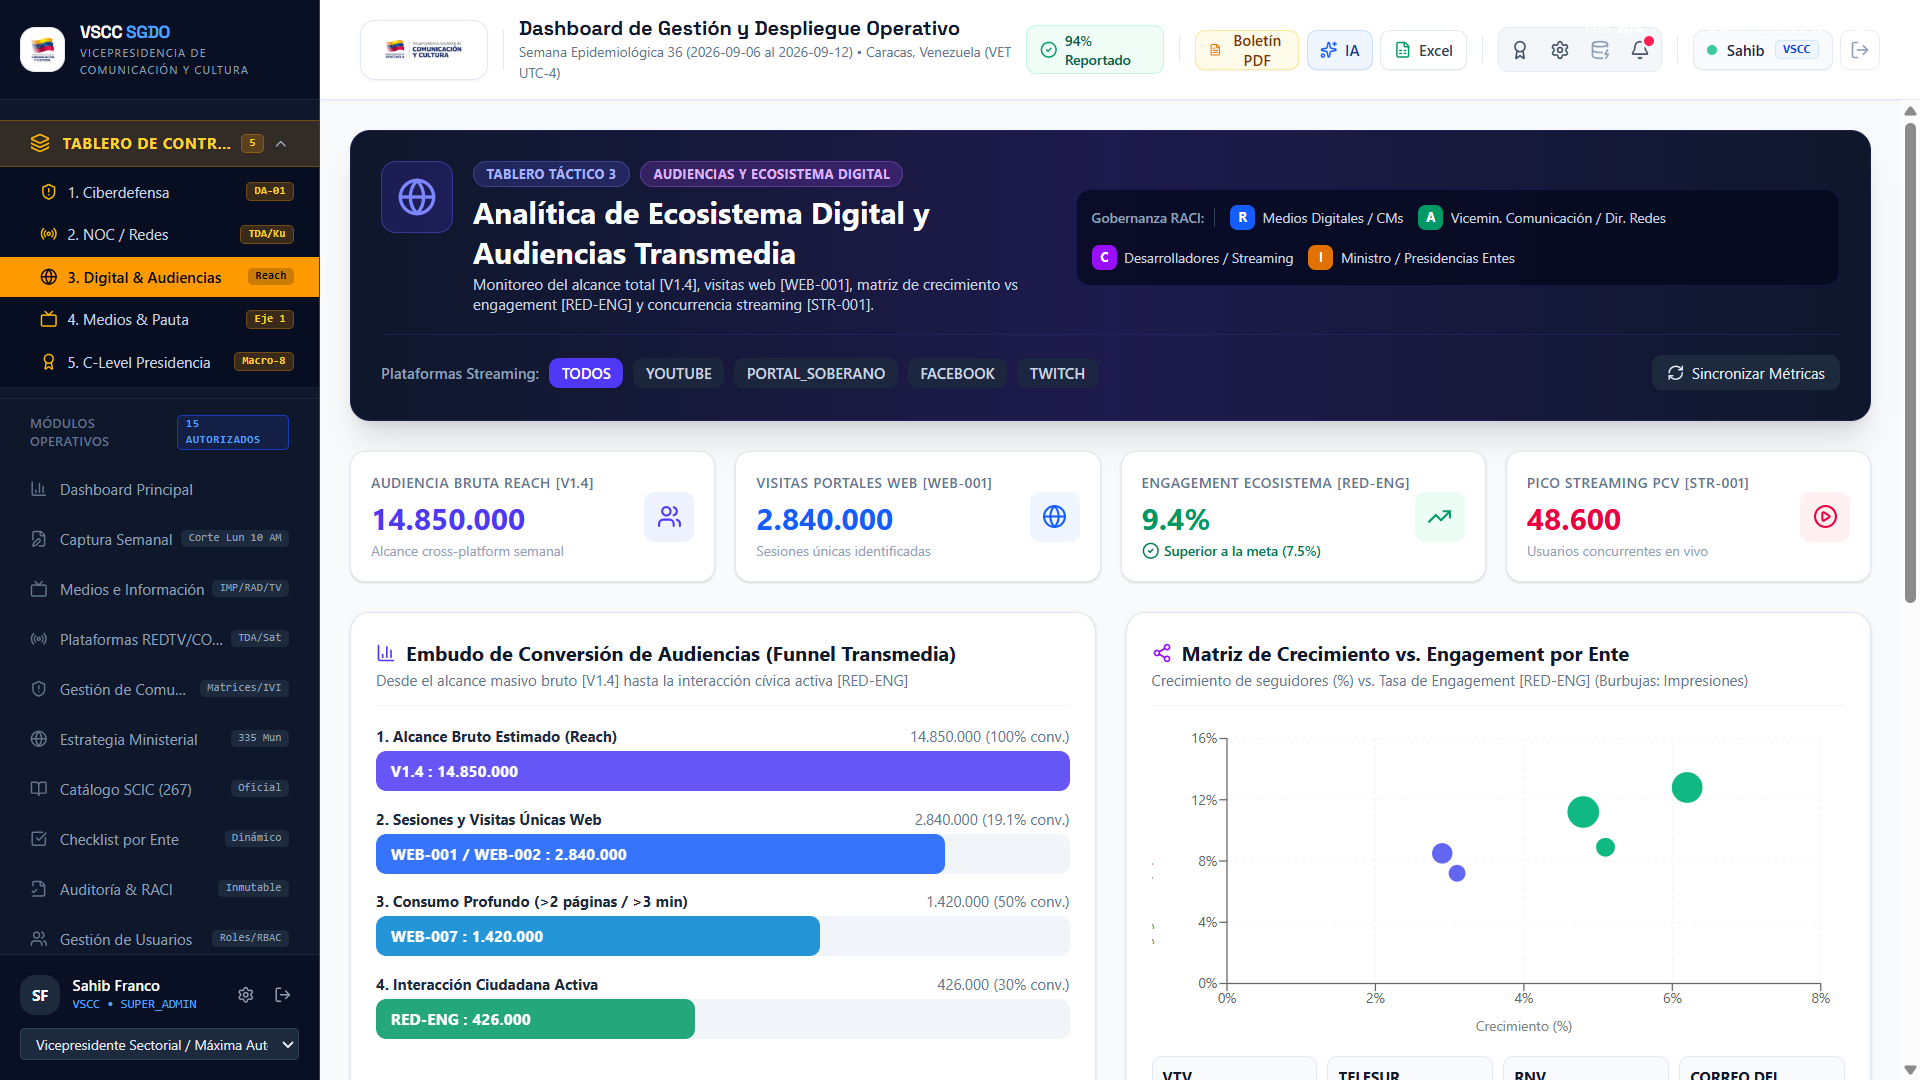 VSCC SGDO
VICEPRESIDENCIA DE
COMUNICACIÓN Y CULTURA
TABLERO DE CONTR... 5
1. Ciberdefensa DA-01
2. NOC / Redes TDA/Ku
3. Digital & Audiencias Reach
4. Medios & Pauta Eje 1
5. C-Level Presidencia Macro-8
MÓDULOS
OPERATIVOS
15
AUTORIZADOS
Dashboard Principal
Captura Semanal Corte Lun 10 AM
Medios e Información IMP/RAD/TV
Plataformas REDTV/CO... TDA/Sat
Gestión de Comu... Matrices/IVI
Estrategia Ministerial 335 Mun
Catálogo SCIC (267) Oficial
Checklist por Ente Dinámico
Auditoría & RACI Inmutable
Gestión de Usuarios Roles/RBAC
SF
Sahib Franco
VSCC • SUPER_ADMIN
Vicepresidente Sectorial / Máxima Aut
COMUNICACIÓN
Y CULTURA
Dashboard de Gestión y Despliegue Operativo
Semana Epidemiológica 36 (2026-09-06 al 2026-09-12) • Caracas, Venezuela (VET
UTC-4)
94%
Reportado
Boletín
PDF
IA
Excel
Sahib VSCC
TABLERO TÁCTICO 3
AUDIENCIAS Y ECOSISTEMA DIGITAL
Analítica de Ecosistema Digital y
Audiencias Transmedia
Monitoreo del alcance total [V1.4], visitas web [WEB-001], matriz de crecimiento vs
engagement [RED-ENG] y concurrencia streaming [STR-001].
Gobernanza RACI: R Medios Digitales / CMs A Vicemin. Comunicación / Dir. Redes
C Desarrolladores / Streaming I Ministro / Presidencias Entes
Plataformas Streaming: TODOS YOUTUBE PORTAL_SOBERANO FACEBOOK TWITCH
Sincronizar Métricas
AUDIENCIA BRUTA REACH [V1.4]
14.850.000
Alcance cross-platform semanal
VISITAS PORTALES WEB [WEB-001]
2.840.000
Sesiones únicas identificadas
ENGAGEMENT ECOSISTEMA [RED-ENG]
9.4%
Superior a la meta (7.5%)
PICO STREAMING PCV [STR-001]
48.600
Usuarios concurrentes en vivo
Embudo de Conversión de Audiencias (Funnel Transmedia)
Desde el alcance masivo bruto [V1.4] hasta la interacción cívica activa [RED-ENG]
1. Alcance Bruto Estimado (Reach) 14.850.000 (100% conv.)
V1.4 : 14.850.000
2. Sesiones y Visitas Únicas Web 2.840.000 (19.1% conv.)
WEB-001 / WEB-002 : 2.840.000
3. Consumo Profundo (>2 páginas / >3 min) 1.420.000 (50% conv.)
WEB-007 : 1.420.000
4. Interacción Ciudadana Activa 426.000 (30% conv.)
RED-ENG : 426.000
Matriz de Crecimiento vs. Engagement por Ente
Crecimiento de seguidores (%) vs. Tasa de Engagement [RED-ENG] (Burbujas: Impresiones)
16%
12%
8%
4%
0%
0% 2% 4% 6% 8%
Crecimiento (%)
VTV TELESUR RNV CORREO DEL